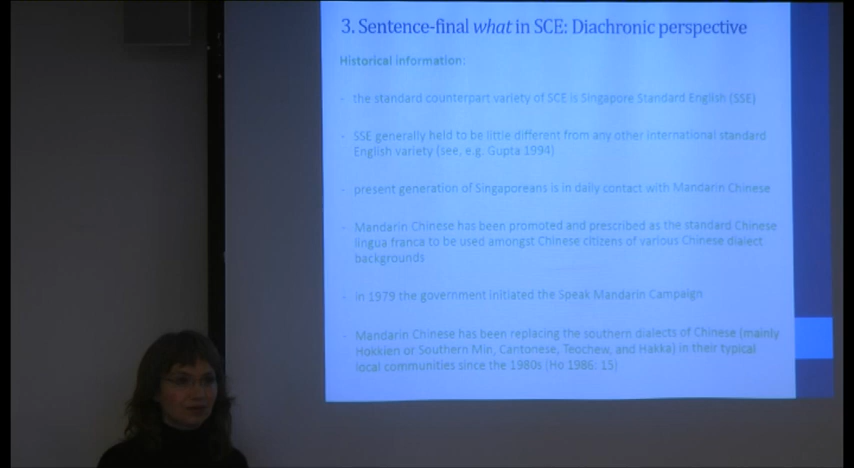 3. Sentence-final what in SCE: Diachronic perspective
Historical information:
- the standard counterpart variety of SCE is Singapore Standard English (SSE)
- SSE generally held to be little different from any other international standard
English variety (see, e.g. Gupta 1994)
- present generation of Singaporeans is in daily contact with Mandarin Chinese
- Mandarin Chinese has been promoted and prescribed as the standard Chinese
lingua franca to be used amongst Chinese citizens of various Chinese dialect
backgrounds
- in 1979 the government initiated the Speak Mandarin Campaign
- Mandarin Chinese has been replacing the southern dialects of Chinese (mainly
Hokkien or Southern Min, Cantonese, Teochew, and Hakka) in their typical
local communities since the 1980s (Ho 1986: 15)